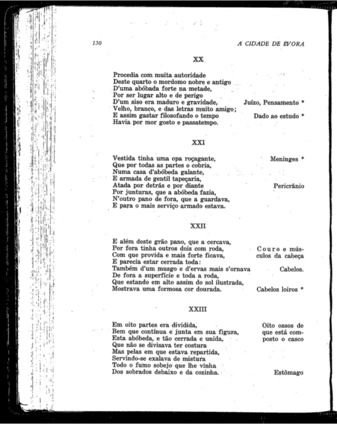 130
A CIDADE DE EVORA
XX
Procedia com muita autoridade
Deste quarto o mordomo nobre e antigo
D'uma abóbada forte na metade,
Por ser lugar alto e de perigo
D'um siso era maduro e gravidade, Juízo, Pensamento *
Velho, branco, e das letras muito amigo;
E assim gastar filosofando o tempo Dado ao estudo *
Havia por mor gosto e passatempo.
XXI
Vestida tinha uma opa roçagante, Meninges *
Que por todas as partes o cobria,
Numa casa d'abóbeda galante,
E armada de gentil tapeçaria,
Atada por detrás e por diante Pericrânio
Por junturas, que a abóbeda fazia,
N'outro pano de fora, que a guardava,
E para o mais serviço armado estava.
XXII
E além deste grão pano, que a cercava,
Por fora tinha outros dois com roda, Couro e mús-
Com que provida e mais forte ficava, culos da cabeça
E parecia estar cerrada toda:
Também d'um musgo e d'ervas mais s'ornava Cabelos.
De fora a superfície e toda a roda,
Que estando em alto assim do sol ilustrada,
Mostrava uma formosa cor dourada. Cabelos loiros *
XXIII
Em oito partes era dividida, Oito ossos de
Bem que contínua e junta em sua figura, que está com-
Esta abóbeda, e tão cerrada e unida, posto o casco
Que não se divisava ter costura
Mas pelas em que estava repartida,
Servindo-se exalava de mistura
Todo o fumo sobejo que lhe vinha
Dos sobrados debaixo e da cozinha. Estômago